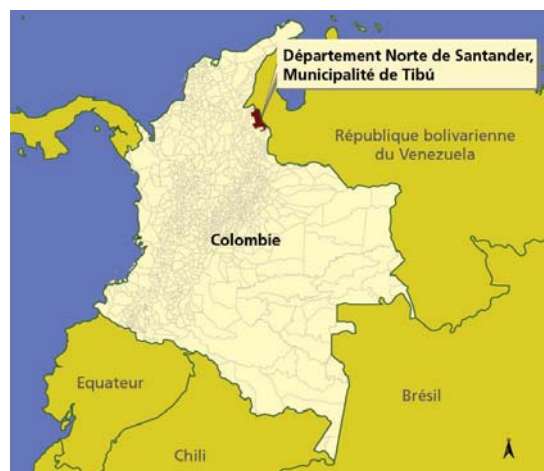 Département Norte de Santander,
Municipalité de Tibú
République bolivarienne
du Venezuela
Colombie
Equateur
Brésil
Chili